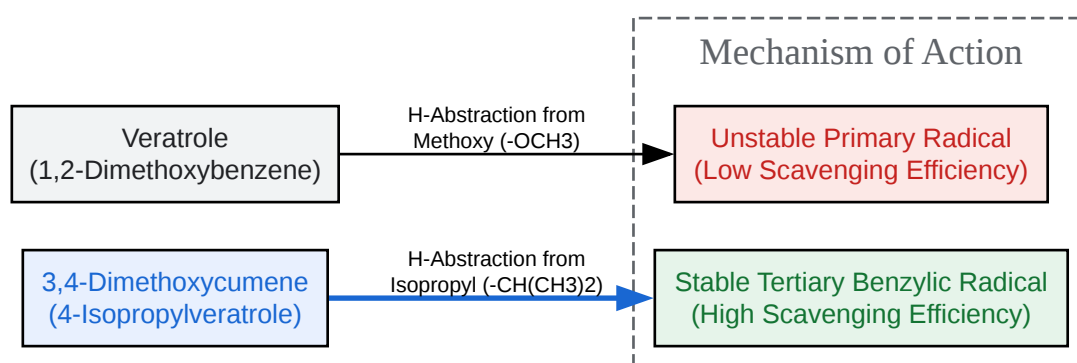 Mechanism of Action
Veratrole
(1,2-Dimethoxybenzene)
H-Abstraction from
Methoxy (-OCH3)
Unstable Primary Radical
(Low Scavenging Efficiency)
3,4-Dimethoxycumene
(4-Isopropylveratrole)
H-Abstraction from
Isopropyl (-CH(CH3)2)
Stable Tertiary Benzylic Radical
(High Scavenging Efficiency)